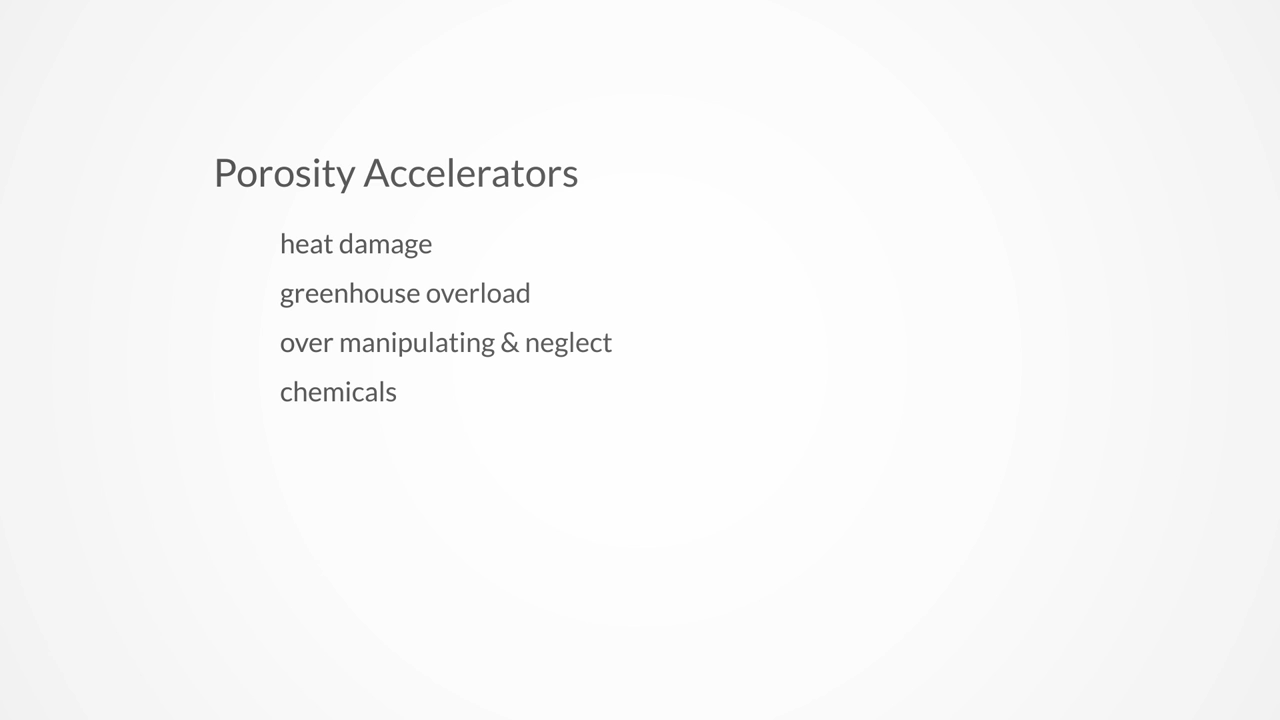 Porosity Accelerators
heat damage
greenhouse overload
over manipulating & neglect
chemicals